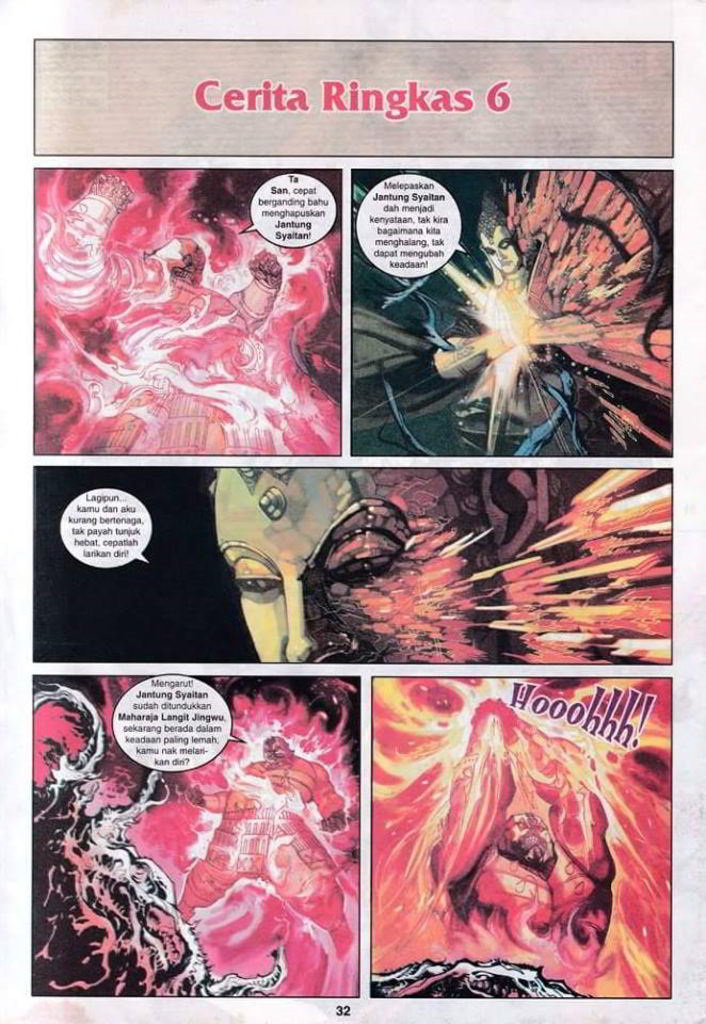 Cerita Ringkas 6
Ta
San, cepat
berganding bahu
menghapuskan
Jantung
Syaitan!
Melepaskan
Jantung Syaitan
dah menjadi
kenyataan, tak kira
bagaimana kita
menghalang, tak
dapat mengubah
keadaan!
Lagipun...
kamu dan aku
kurang bertenaga,
tak payah tunjuk
hebat, cepatlah
larikan diri!
Mengarut!
Jantung Syaitan
sudah ditundukkan
Maharaja Langit Jingwu,
sekarang berada dalam
keadaan paling lemah,
kamu nak melari-
kan diri?
Hooohhh!
32